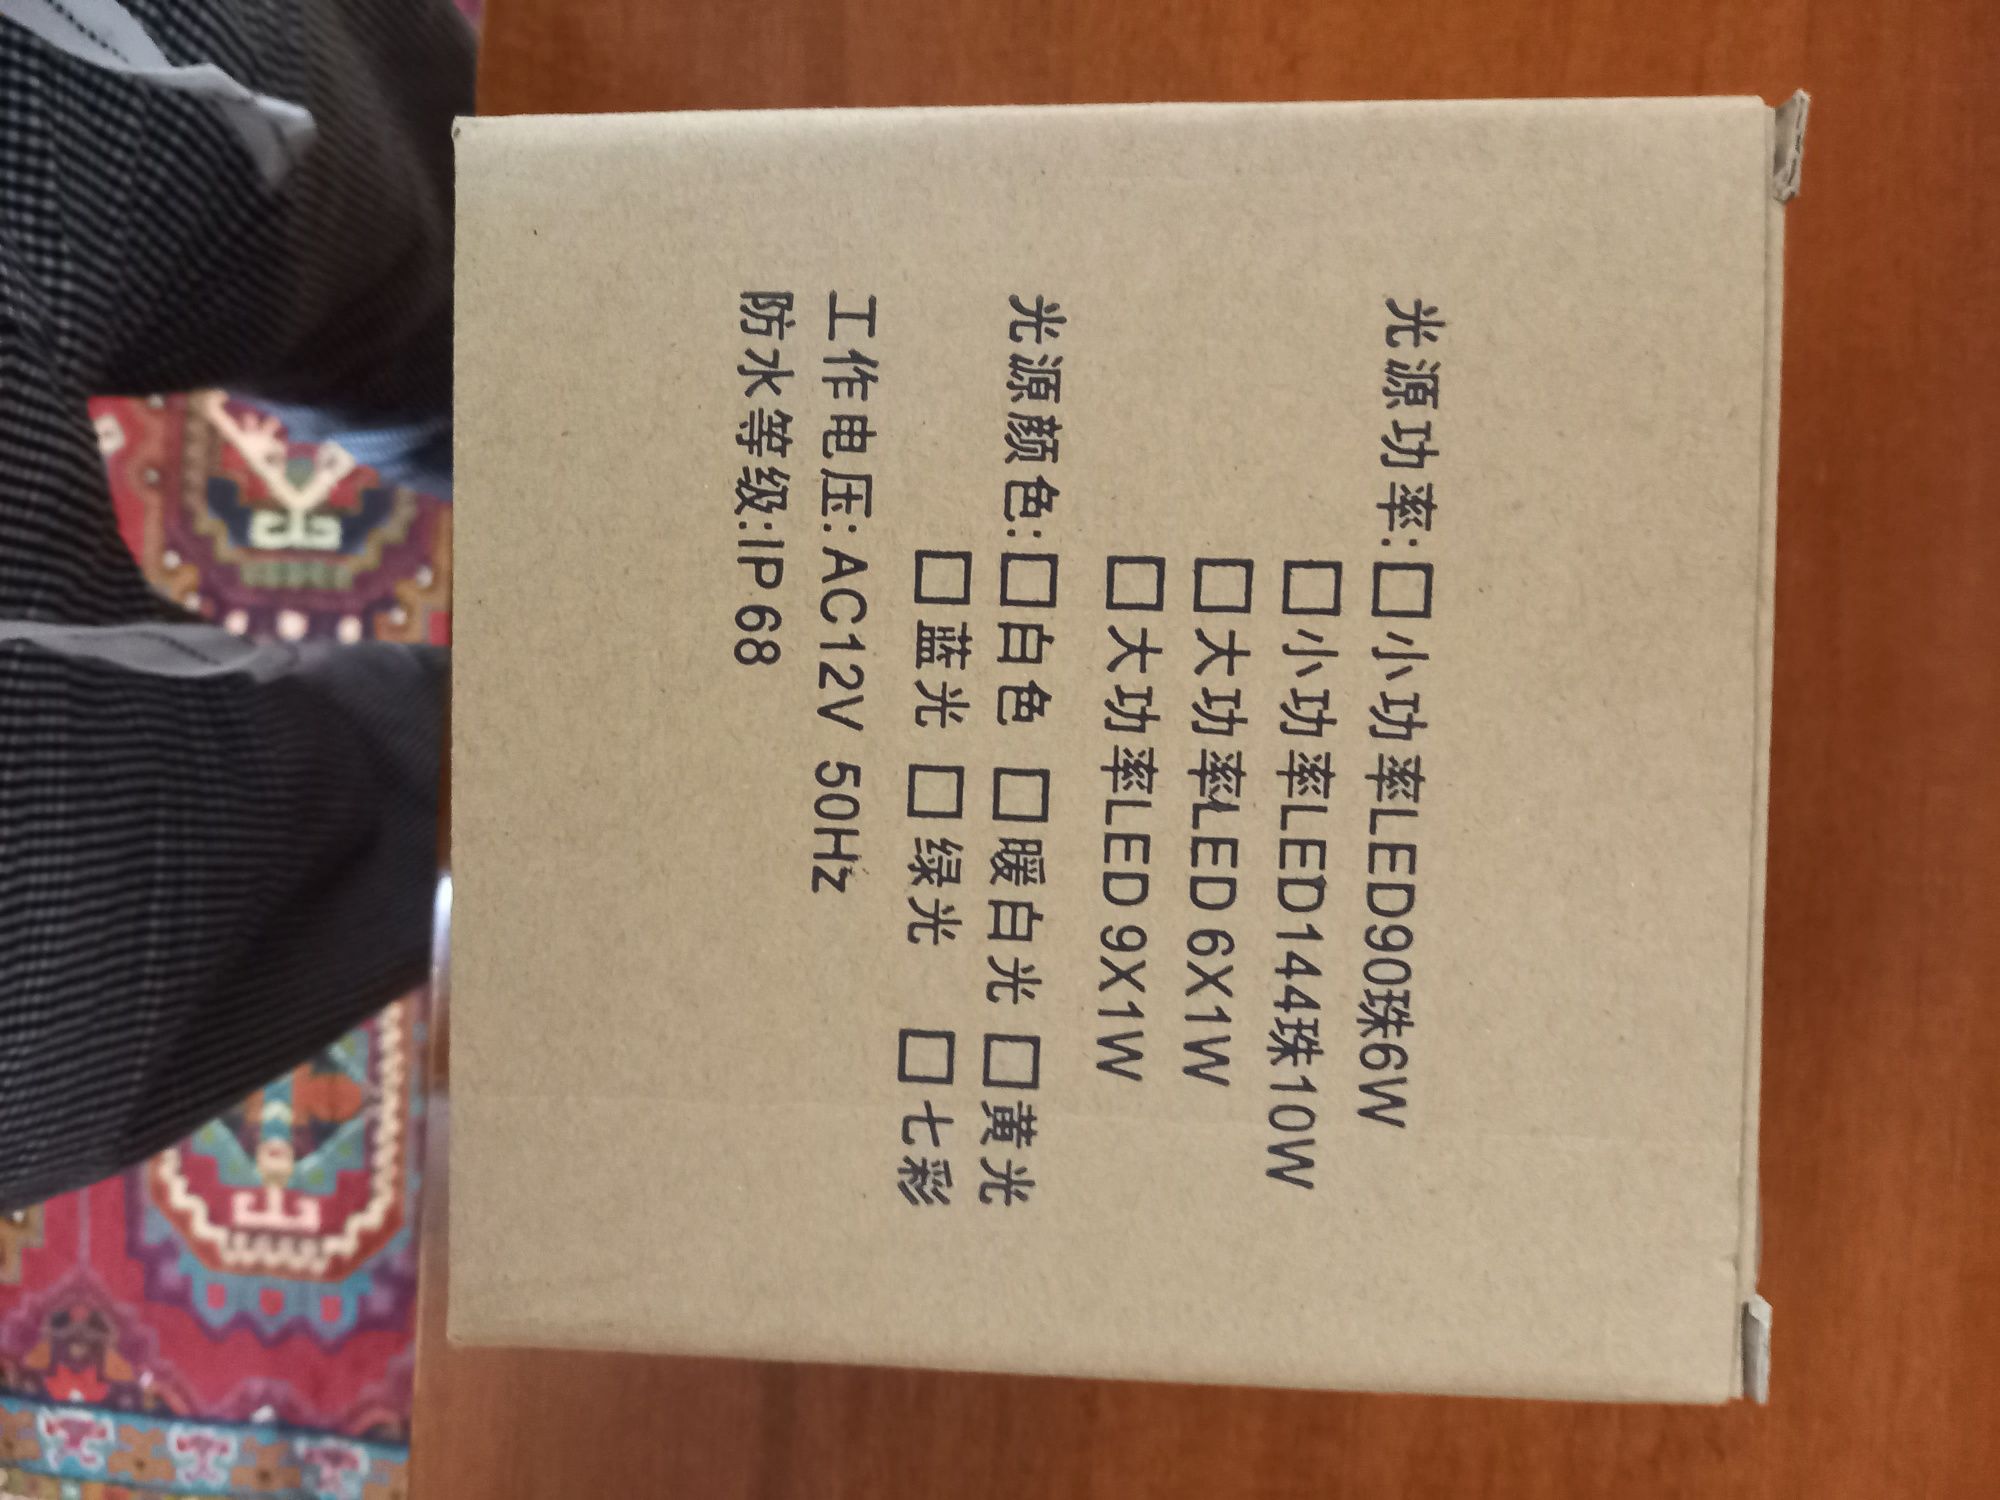 光源功率:□小功率LED90珠6W
□小功率LED144珠10W
□大功率LED 6X1W
□大功率LED 9X1W
光源颜色:□白色 □暖白光 □黄光
□蓝光 □绿光 □七彩
工作电压: AC12V 50Hz
防水等级:IP 68